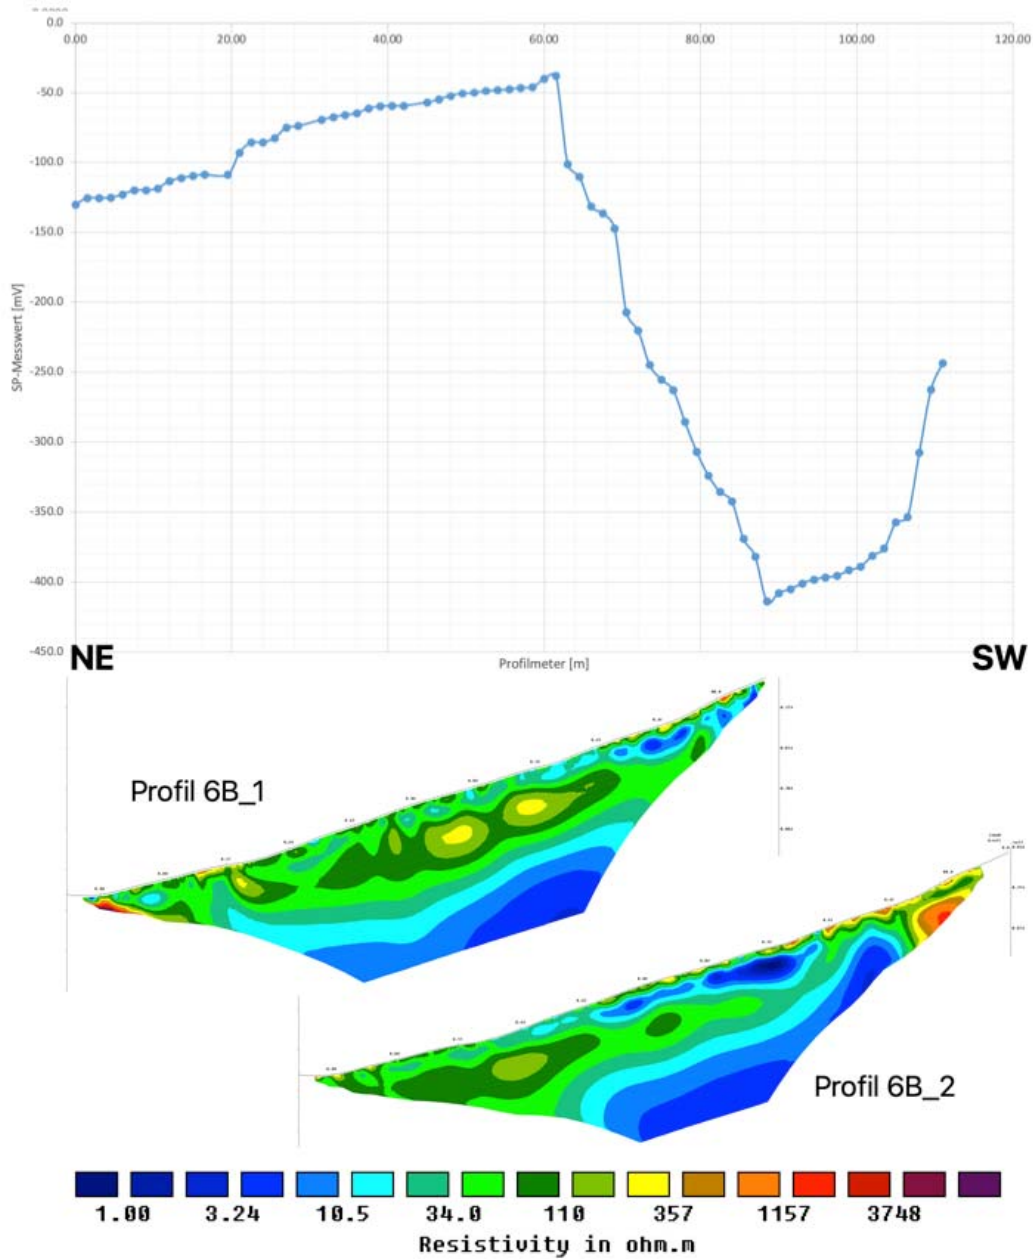 0.0
0.00 20.00 40.00 60.00 80.00 100.00 120.00
-50.0
-100.0
-150.0
-200.0
-250.0
-300.0
-350.0
-400.0
-450.0
SP-Messwert [mV]
Profilmeter [m]
NE
SW
Profil 6B_1
Profil 6B_2
1.00 3.24 10.5 34.0 110 357 1157 3748
Resistivity in ohm.m